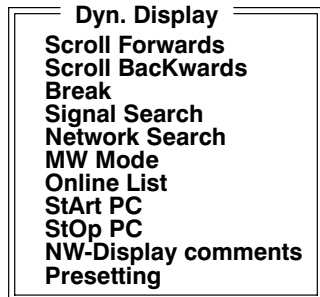 Dyn. Display
Scroll Forwards
Scroll BacKwards
Break
Signal Search
Network Search
MW Mode
Online List
StArt PC
StOp PC
NW-Display comments
Presetting